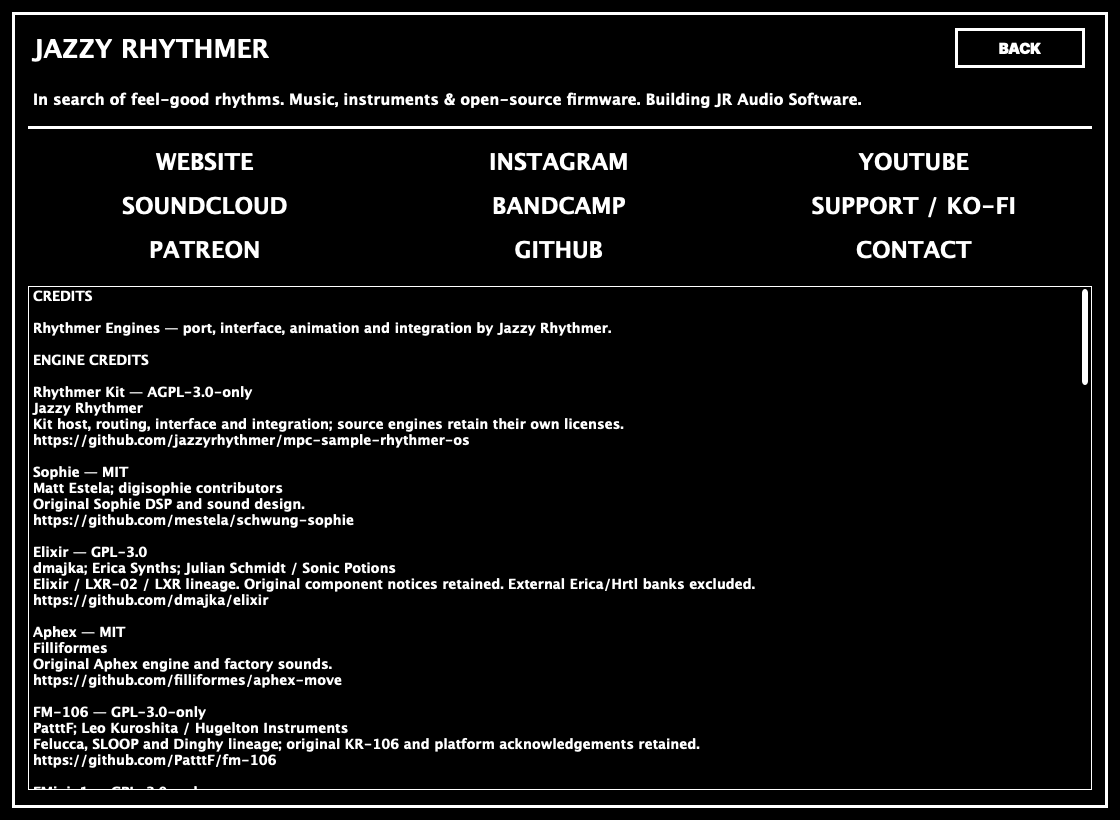 JAZZY RHYTHMER
BACK
In search of feel-good rhythms. Music, instruments & open-source firmware. Building JR Audio Software.
WEBSITE
INSTAGRAM
YOUTUBE
SOUNDCLOUD
BANDCAMP
SUPPORT / KO-FI
PATREON
GITHUB
CONTACT
CREDITS
Rhythmer Engines — port, interface, animation and integration by Jazzy Rhythmer.
ENGINE CREDITS
Rhythmer Kit — AGPL-3.0-only
Jazzy Rhythmer
Kit host, routing, interface and integration; source engines retain their own licenses.
https://github.com/jazzyrhythmer/mpc-sample-rhythmer-os
Sophie — MIT
Matt Estela; digisophie contributors
Original Sophie DSP and sound design.
https://github.com/mestela/schwung-sophie
Elixir — GPL-3.0
dmajka; Erica Synths; Julian Schmidt / Sonic Potions
Elixir / LXR-02 / LXR lineage. Original component notices retained. External Erica/Hrtl banks excluded.
https://github.com/dmajka/elixir
Aphex — MIT
Filliformes
Original Aphex engine and factory sounds.
https://github.com/filliformes/aphex-move
FM-106 — GPL-3.0-only
PatttF; Leo Kuroshita / Hugelton Instruments
Felucca, SLOOP and Dinghy lineage; original KR-106 and platform acknowledgements retained.
https://github.com/PatttF/fm-106